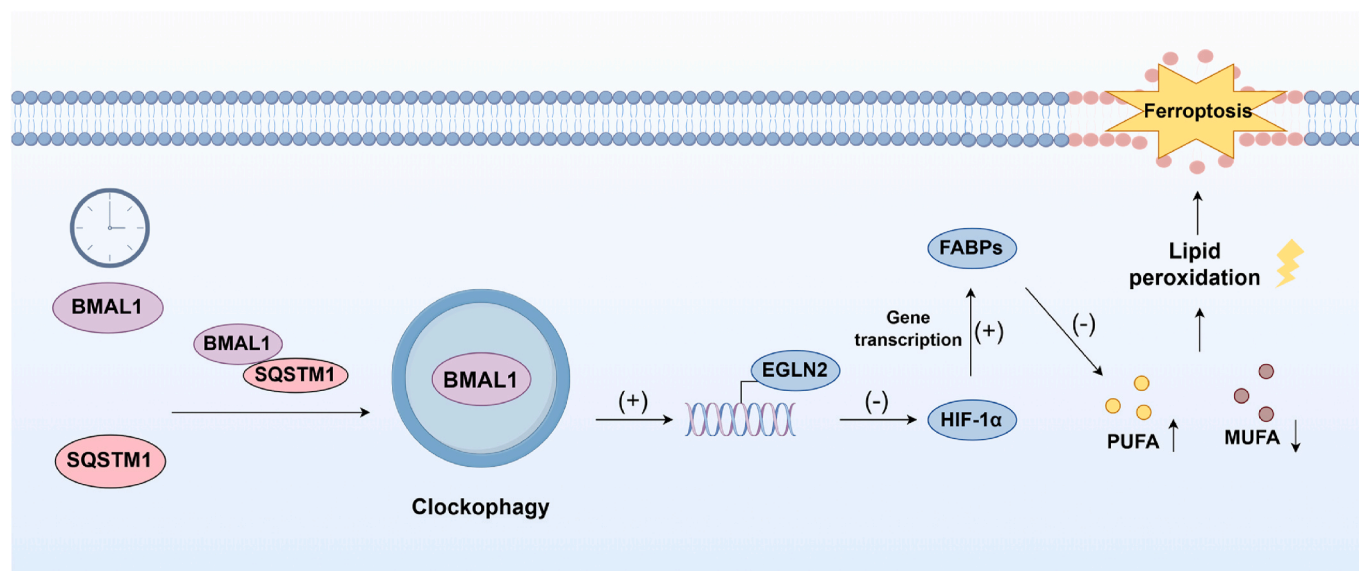 Ferroptosis
BMAL1
BMAL1
SQSTM1
SQSTM1
BMAL1
Clockophagy
(+)
EGLN2
(-)
HIF-1α
Gene
transcription
(+)
FABPs
(-)
PUFA
MUFA
Lipid
peroxidation